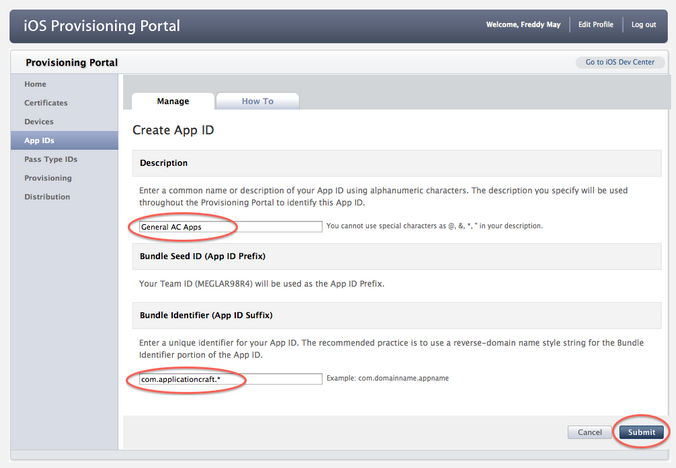 iOS Provisioning Portal
Welcome, Freddy May
Edit Profile
Log out
Provisioning Portal
Go to iOS Dev Center
Home
Certificates
Devices
App IDs
Pass Type IDs
Provisioning
Distribution
Manage
How To
Create App ID
Description
Enter a common name or description of your App ID using alphanumeric characters. The description you specify will be used
throughout the Provisioning Portal to identify this App ID.
General AC Apps
You cannot use special characters as @, &, *, " in your description.
Bundle Seed ID (App ID Prefix)
Your Team ID (MEGLAR98R4) will be used as the App ID Prefix.
Bundle Identifier (App ID Suffix)
Enter a unique identifier for your App ID. The recommended practice is to use a reverse-domain name style string for the Bundle
Identifier portion of the App ID.
com.applicationcraft.*
Example: com.domainname.appname
Cancel
Submit